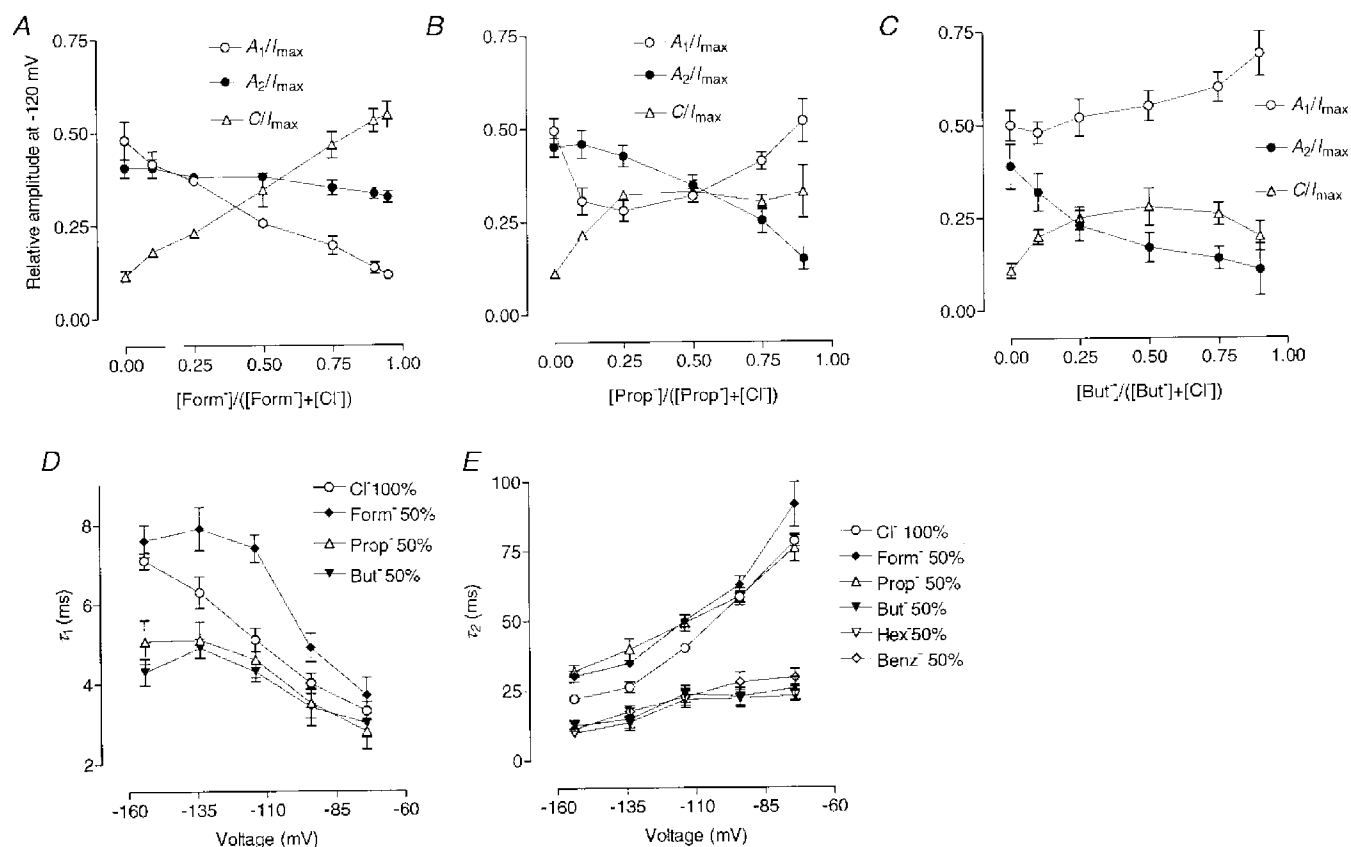 A
0.75
0.50
0.25
0.00
Relative amplitude at -120 mV
A1/Imax
A2/Imax
C/Imax
0.00 0.25 0.50 0.75 1.00
[Form-]/([Form-]+[Cl-])
B
0.75
0.50
0.25
0.00
A1/Imax
A2/Imax
C/Imax
0.00 0.25 0.50 0.75 1.00
[Prop-]/([Prop-]+[Cl-])
C
0.75
0.50
0.25
0.00
A1/Imax
A2/Imax
C/Imax
0.00 0.25 0.50 0.75 1.00
[But-]/([But-]+[Cl-])
D
8
6
4
2
τ1 (ms)
Cl- 100%
Form- 50%
Prop- 50%
But- 50%
-160 -135 -110 -85 -60
Voltage (mV)
E
100
75
50
25
0
τ2 (ms)
Cl- 100%
Form- 50%
Prop- 50%
But- 50%
Hex- 50%
Benz- 50%
-160 -135 -110 -85 -60
Voltage (mV)